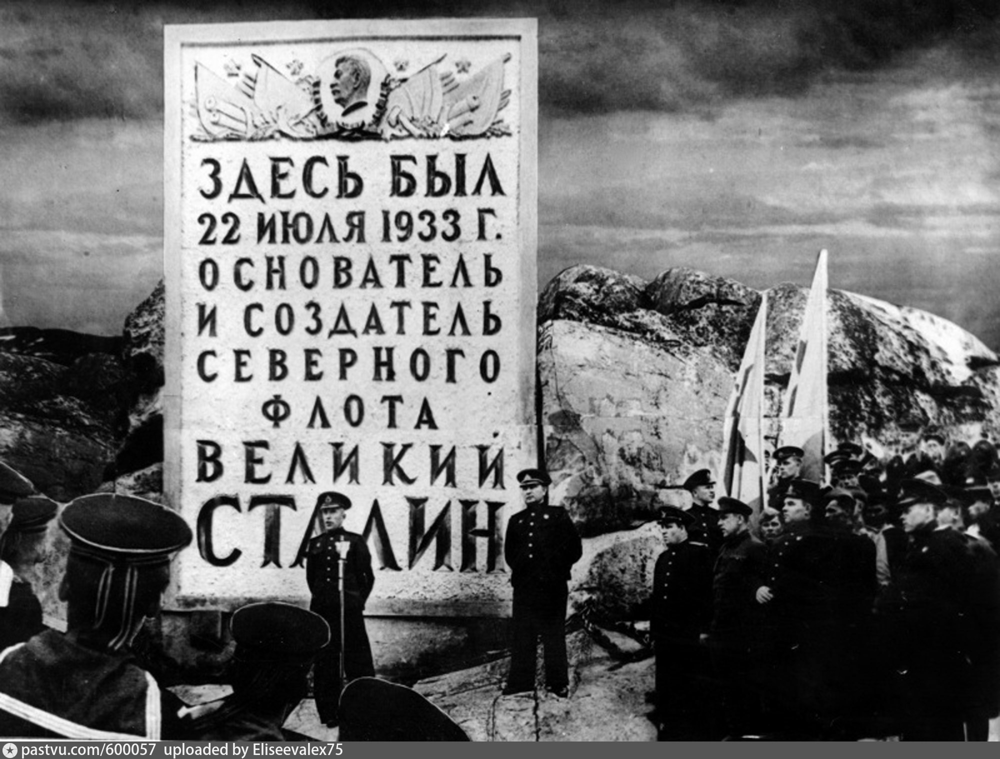 ЗДЕСЬ БЫЛ
22 ИЮЛЯ 1933 Г.
ОСНОВАТЕЛЬ
И СОЗДАТЕЛЬ
СЕВЕРНОГО
ФЛОТА
ВЕЛИКИЙ
СТАЛИН
pastvu.com/600057 uploaded by Eliseevalex75